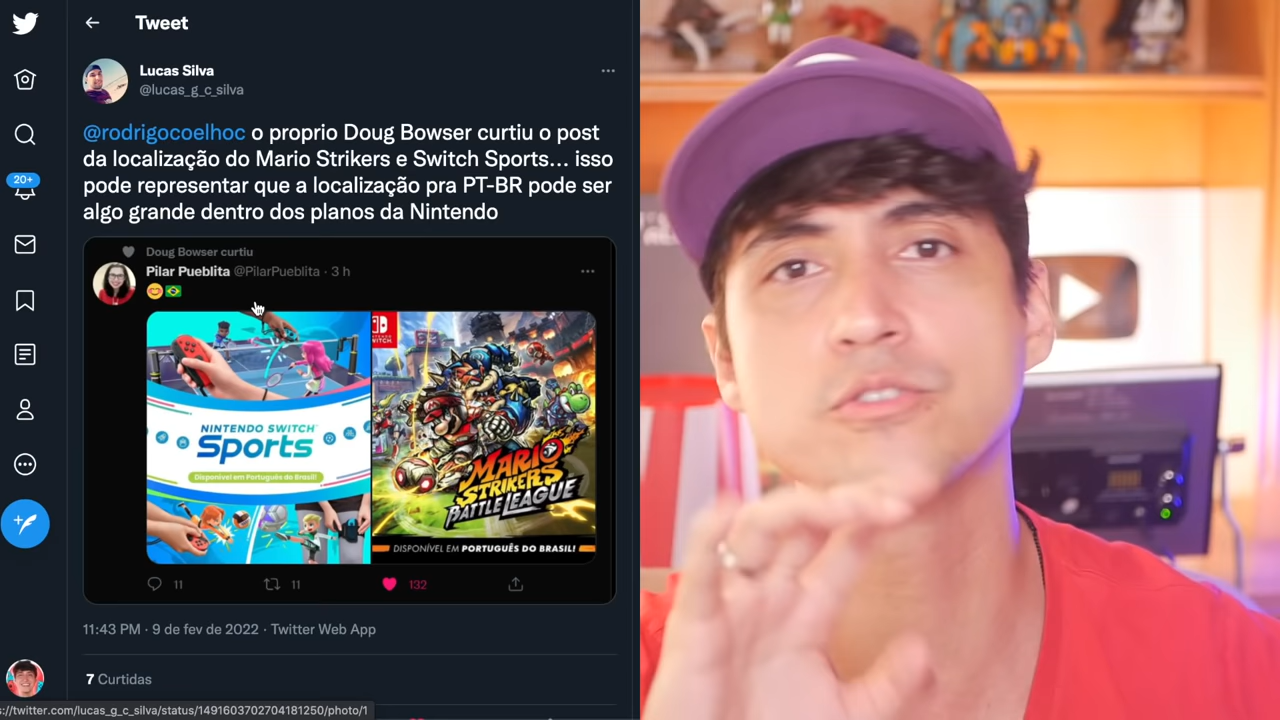 Tweet
Lucas Silva
@lucas_g_c_silva
@rodrigocoelhoc o proprio Doug Bowser curtiu o post
da localização do Mario Strikers e Switch Sports... isso
pode representar que a localização pra PT-BR pode ser
algo grande dentro dos planos da Nintendo
20+
Doug Bowser curtiu
Pilar Pueblita @PilarPueblita · 3 h
NINTENDO SWITCH
Sports
Disponível em Português do Brasil!
MARIO
STRIKERS
BATTLE LEAGUE
DISPONÍVEL EM PORTUGUÊS DO BRASIL!
11
11
132
11:43 PM · 9 de fev de 2022 · Twitter Web App
7 Curtidas
s://twitter.com/lucas_g_c_silva/status/1491603702704181250/photo/1